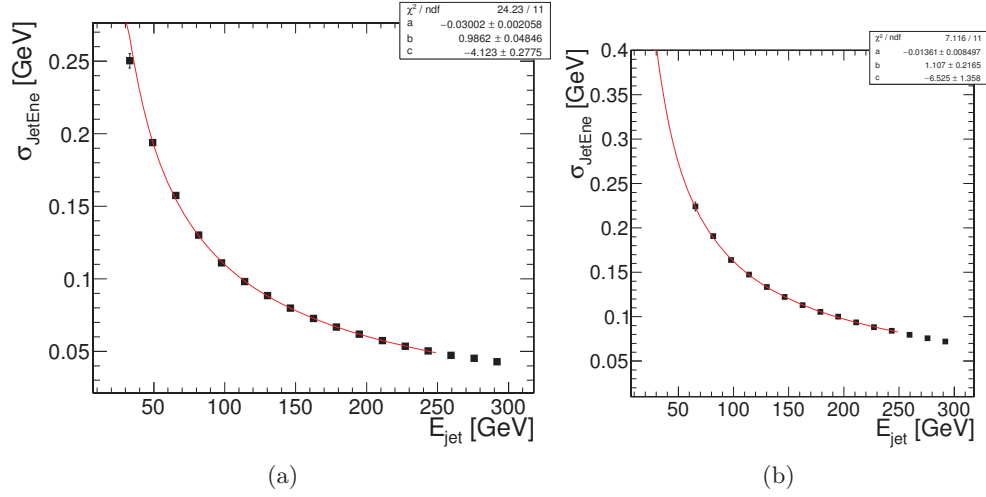 χ² / ndf 24.23 / 11
a −0.03002 ± 0.002058
b 0.9862 ± 0.04846
c −4.123 ± 0.2775
σJetEne [GeV]
0.25
0.2
0.15
0.1
0.05
50 100 150 200 250 300
Ejet [GeV]
(a)
χ² / ndf 7.116 / 11
a −0.01361 ± 0.008497
b 1.107 ± 0.2165
c −6.525 ± 1.358
σJetEne [GeV]
0.4
0.35
0.3
0.25
0.2
0.15
0.1
0.05
50 100 150 200 250 300
Ejet [GeV]
(b)